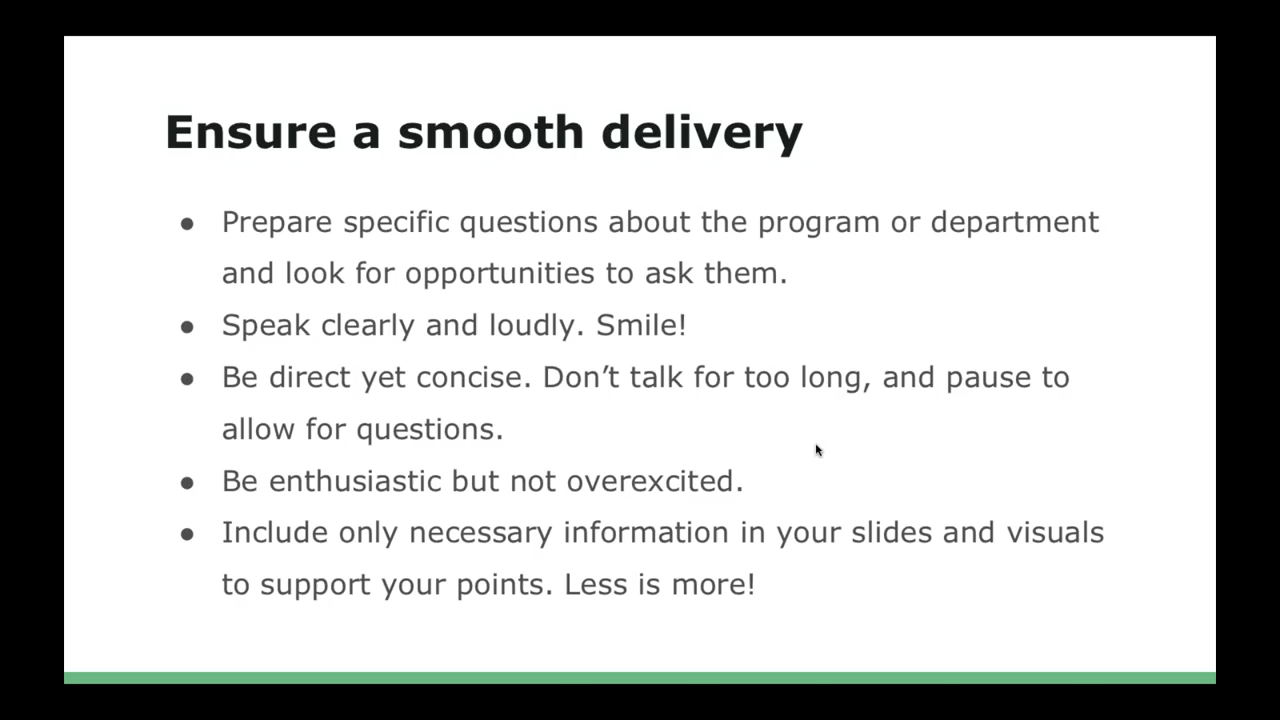 Ensure a smooth delivery
● Prepare specific questions about the program or department
and look for opportunities to ask them.
● Speak clearly and loudly. Smile!
● Be direct yet concise. Don’t talk for too long, and pause to
allow for questions.
● Be enthusiastic but not overexcited.
● Include only necessary information in your slides and visuals
to support your points. Less is more!